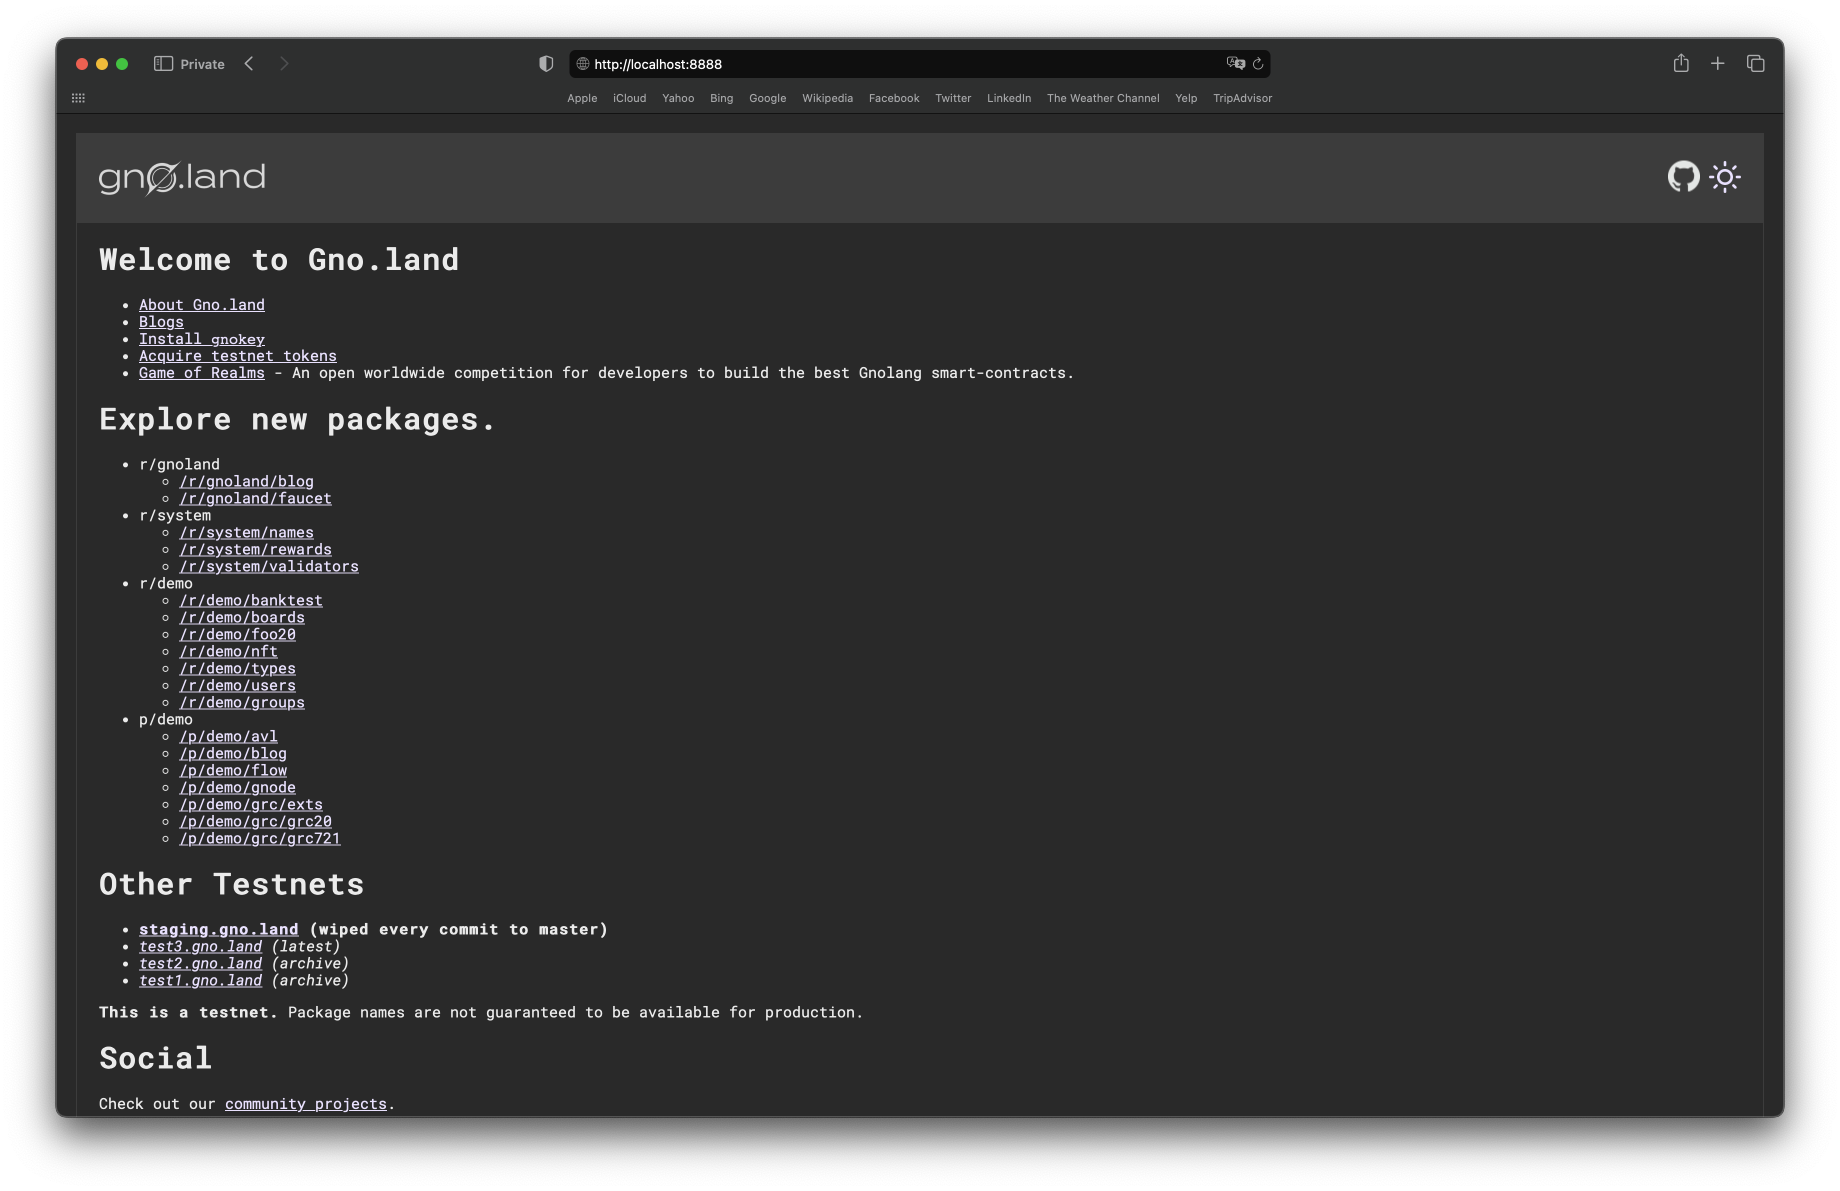 Private
http://localhost:8888
Apple iCloud Yahoo Bing Google Wikipedia Facebook Twitter LinkedIn The Weather Channel Yelp TripAdvisor
gno.land
Welcome to Gno.land
About Gno.land
Blogs
Install gnokey
Acquire testnet tokens
Game of Realms - An open worldwide competition for developers to build the best Gnolang smart-contracts.
Explore new packages.
r/gnoland
/r/gnoland/blog
/r/gnoland/faucet
r/system
/r/system/names
/r/system/rewards
/r/system/validators
r/demo
/r/demo/banktest
/r/demo/boards
/r/demo/foo20
/r/demo/nft
/r/demo/types
/r/demo/users
/r/demo/groups
p/demo
/p/demo/avl
/p/demo/blog
/p/demo/flow
/p/demo/gnode
/p/demo/grc/exts
/p/demo/grc/grc20
/p/demo/grc/grc721
Other Testnets
staging.gno.land (wiped every commit to master)
test3.gno.land (latest)
test2.gno.land (archive)
test1.gno.land (archive)
This is a testnet. Package names are not guaranteed to be available for production.
Social
Check out our community projects.